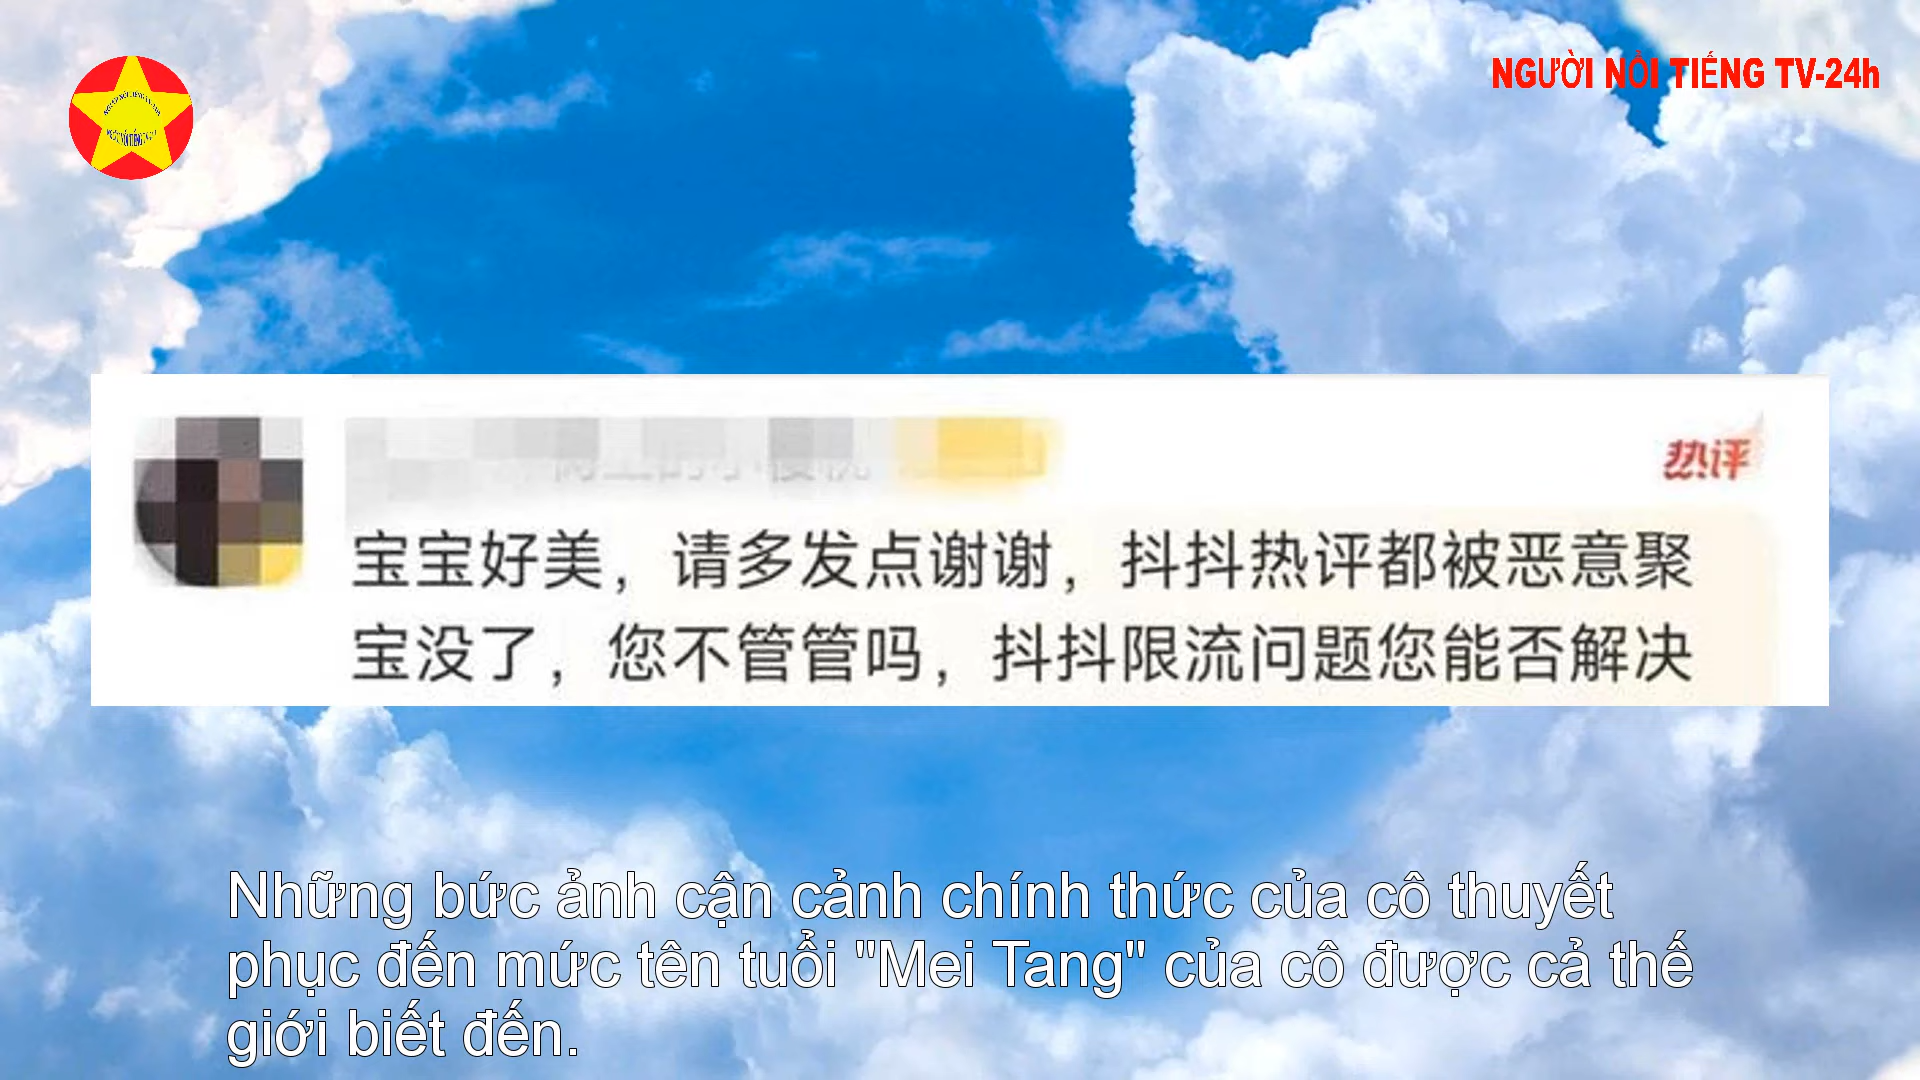 NGƯỜI NỔI TIẾNG TV-24h
热评
宝宝好美，请多发点谢谢，抖抖热评都被恶意聚
宝没了，您不管管吗，抖抖限流问题您能否解决
Những bức ảnh cận cảnh chính thức của cô thuyết
phục đến mức tên tuổi "Mei Tang" của cô được cả thế
giới biết đến.